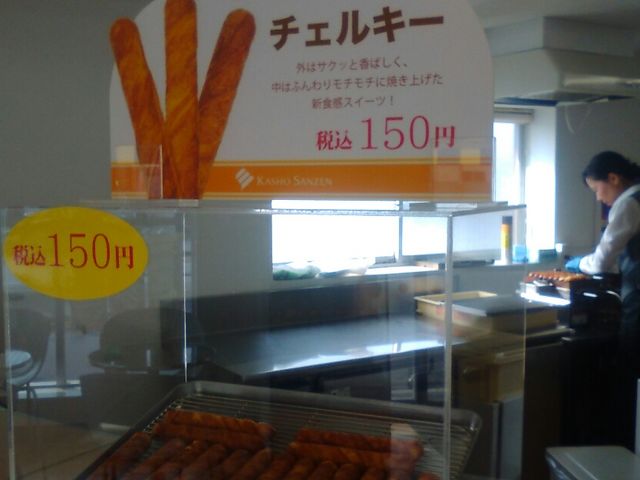 チェルキー
外はサクッと香ばしく、
中はふんわりモチモチに焼き上げた
新食感スイーツ！
税込150円
KASHO SANZEN
税込150円